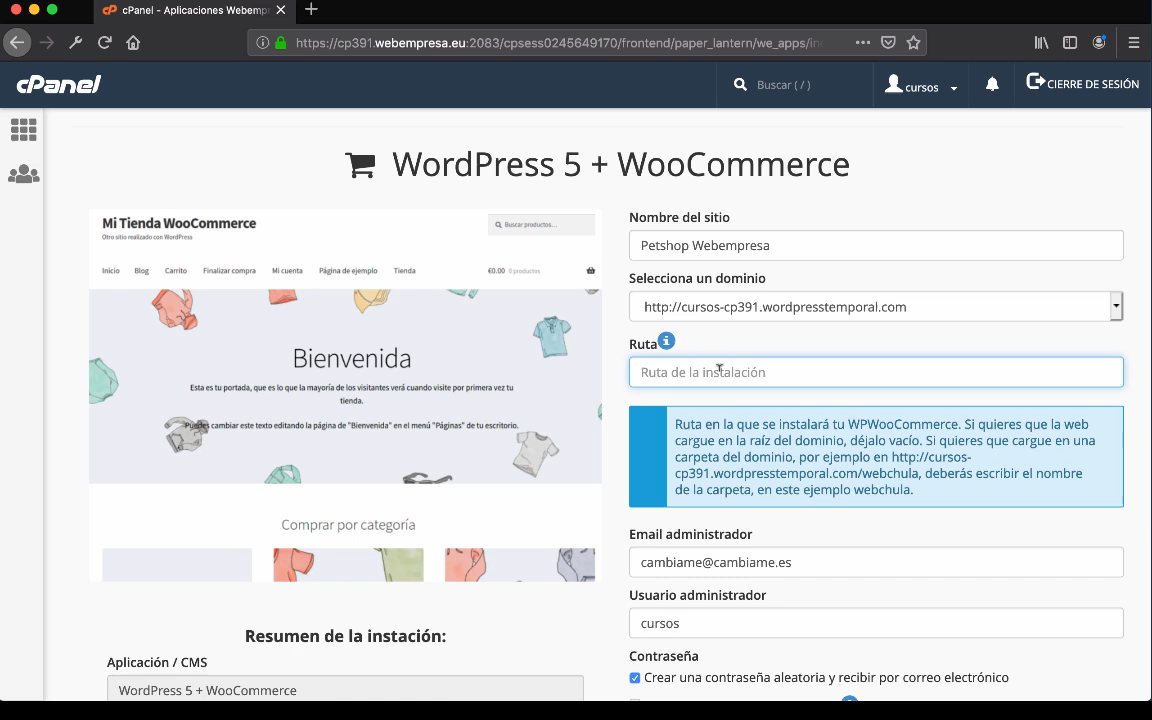 cPanel - Aplicaciones Webemp
https://cp391.webempresa.eu:2083/cpsess0245649170/frontend/paper_lantern/we_apps/in
cPanel
Buscar ( / )
cursos
CIERRE DE SESIÓN
WordPress 5 + WooCommerce
Mi Tienda WooCommerce
Otro sitio realizado con WordPress
Buscar productos...
Inicio Blog Carrito Finalizar compra Mi cuenta Página de ejemplo Tienda €0.00 0 productos
Bienvenida
Esta es tu portada, que es lo que la mayoría de los visitantes verá cuando visite por primera vez tu
tienda.
Puedes cambiar este texto editando la página de "Bienvenida" en el menú "Páginas" de tu escritorio.
Comprar por categoría
Resumen de la instación:
Aplicación / CMS
WordPress 5 + WooCommerce
Nombre del sitio
Petshop Webempresa
Selecciona un dominio
http://cursos-cp391.wordpresstemporal.com
Ruta
Ruta de la instalación
Ruta en la que se instalará tu WPWooCommerce. Si quieres que la web
cargue en la raíz del dominio, déjalo vacío. Si quieres que cargue en una
carpeta del dominio, por ejemplo en http://cursos-
cp391.wordpresstemporal.com/webchula, deberás escribir el nombre
de la carpeta, en este ejemplo webchula.
Email administrador
cambiame@cambiame.es
Usuario administrador
cursos
Contraseña
Crear una contraseña aleatoria y recibir por correo electrónico